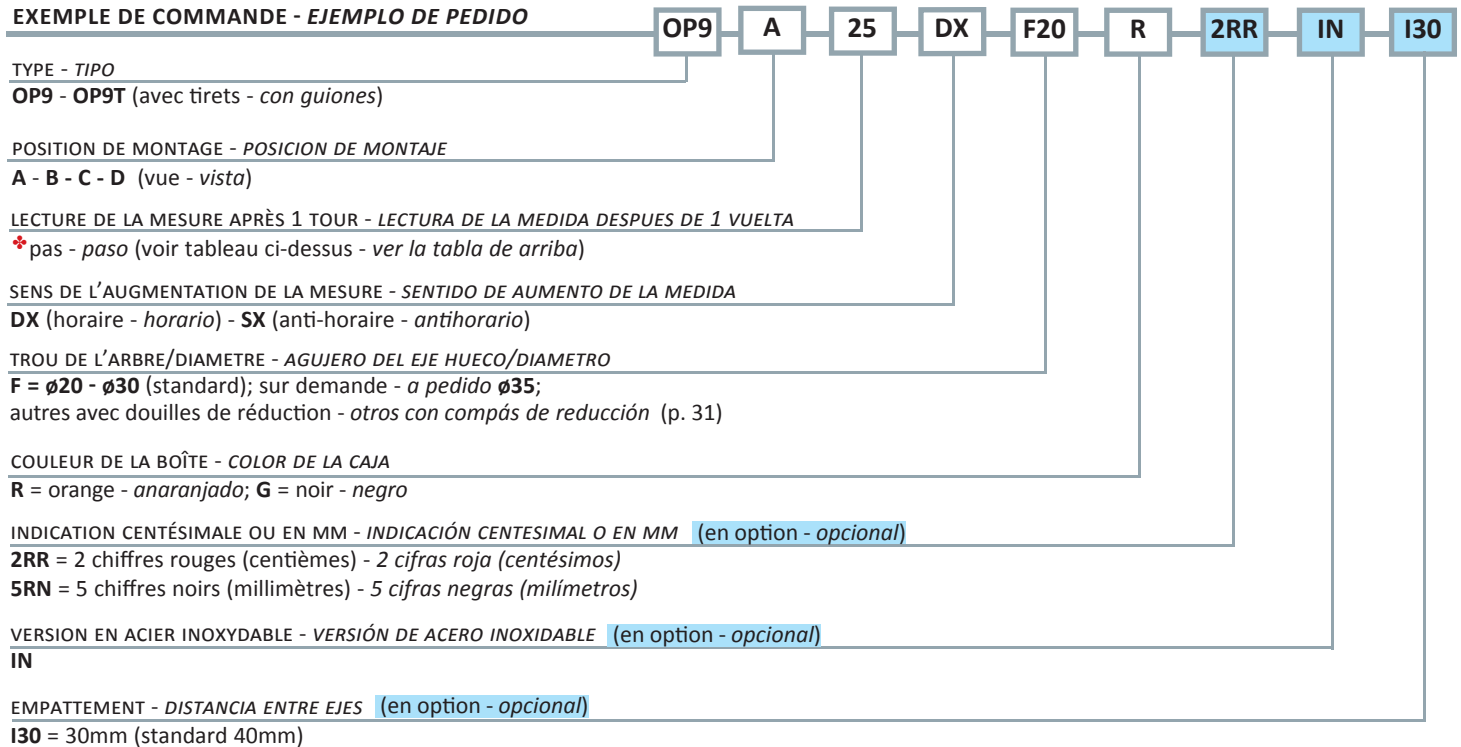 EXEMPLE DE COMMANDE - EJEMPLO DE PEDIDO OP9 A 25 DX F20 R 2RR IN I30
TYPE - TIPO
OP9 - OP9T (avec tirets - con guiones)
POSITION DE MONTAGE - POSICION DE MONTAJE
A - B - C - D (vue - vista)
LECTURE DE LA MESURE APRÈS 1 TOUR - LECTURA DE LA MEDIDA DESPUES DE 1 VUELTA
✤pas - paso (voir tableau ci-dessus - ver la tabla de arriba)
SENS DE L’AUGMENTATION DE LA MESURE - SENTIDO DE AUMENTO DE LA MEDIDA
DX (horaire - horario) - SX (anti-horaire - antihorario)
TROU DE L’ARBRE/DIAMETRE - AGUJERO DEL EJE HUECO/DIAMETRO
F = ø20 - ø30 (standard); sur demande - a pedido ø35;
autres avec douilles de réduction - otros con compás de reducción (p. 31)
COULEUR DE LA BOÎTE - COLOR DE LA CAJA
R = orange - anaranjado; G = noir - negro
INDICATION CENTÉSIMALE OU EN MM - INDICACIÓN CENTESIMAL O EN MM (en option - opcional)
2RR = 2 chiffres rouges (centièmes) - 2 cifras roja (centésimos)
5RN = 5 chiffres noirs (millimètres) - 5 cifras negras (milímetros)
VERSION EN ACIER INOXYDABLE - VERSIÓN DE ACERO INOXIDABLE (en option - opcional)
IN
EMPATTEMENT - DISTANCIA ENTRE EJES (en option - opcional)
I30 = 30mm (standard 40mm)